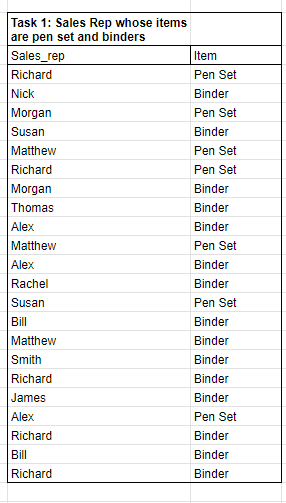 Task 1: Sales Rep whose items
are pen set and binders
Sales_rep Item
Richard Pen Set
Nick Binder
Morgan Pen Set
Susan Binder
Matthew Pen Set
Richard Pen Set
Morgan Binder
Thomas Binder
Alex Binder
Matthew Pen Set
Alex Binder
Rachel Binder
Susan Pen Set
Bill Binder
Matthew Binder
Smith Binder
Richard Binder
James Binder
Alex Pen Set
Richard Binder
Bill Binder
Richard Binder